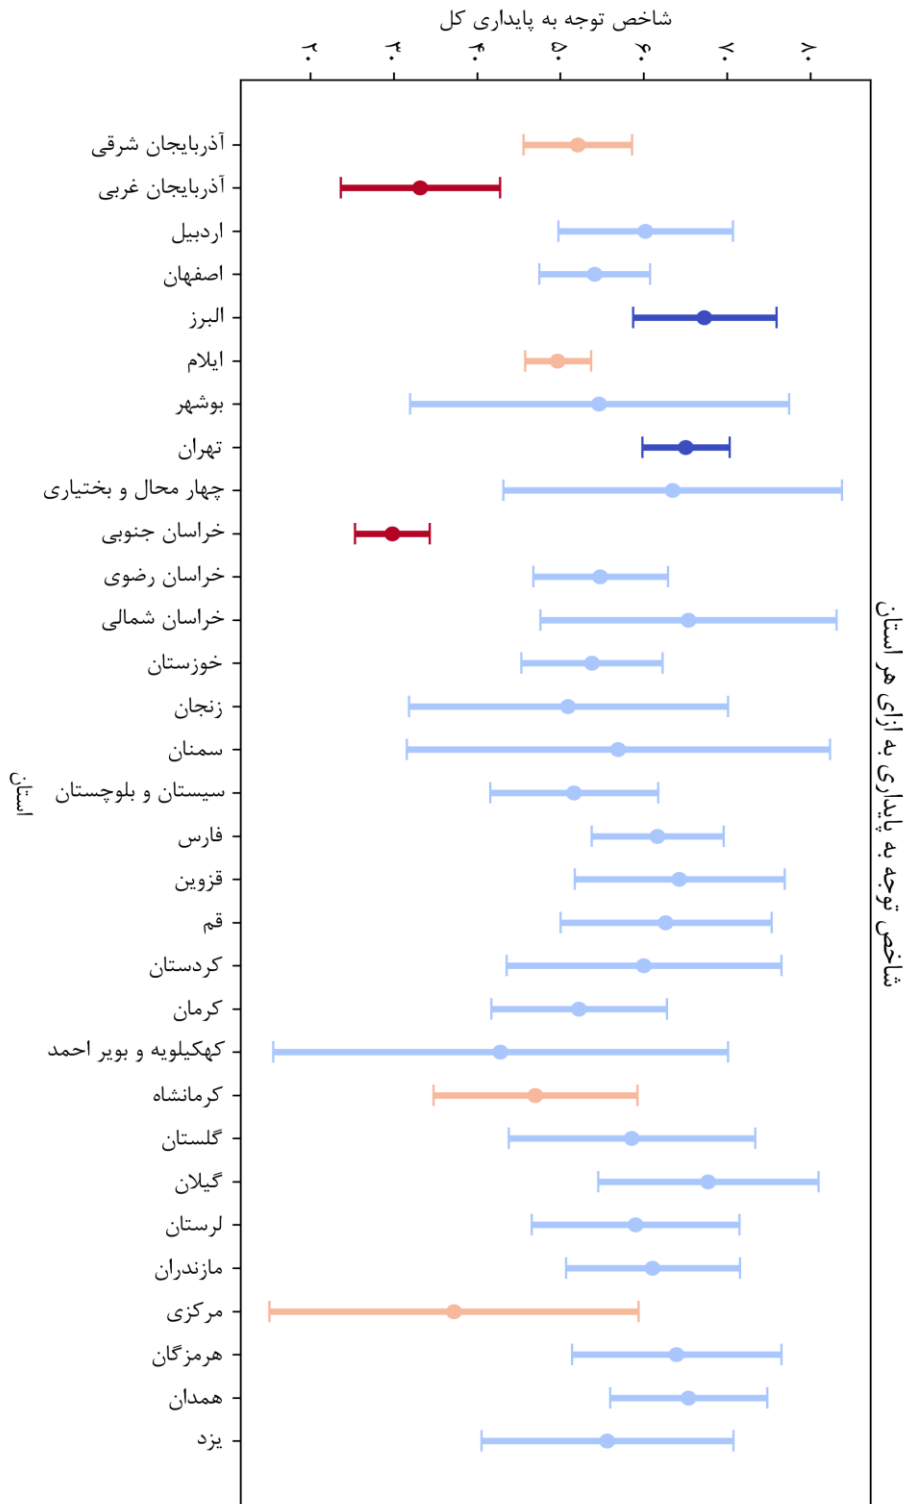 شاخص توجه به پایداری کل
۲۰
۳۰
۴۰
۵۰
۶۰
۷۰
۸۰
شاخص توجه به پایداری به ازای هر استان
آذربایجان شرقی
آذربایجان غربی
اردبیل
اصفهان
البرز
ایلام
بوشهر
تهران
چهار محال و بختیاری
خراسان جنوبی
خراسان رضوی
خراسان شمالی
خوزستان
زنجان
سمنان
سیستان و بلوچستان
فارس
قزوین
قم
کردستان
کرمان
کهکیلویه و بویر احمد
کرمانشاه
گلستان
گیلان
لرستان
مازندران
مرکزی
هرمزگان
همدان
یزد
استان